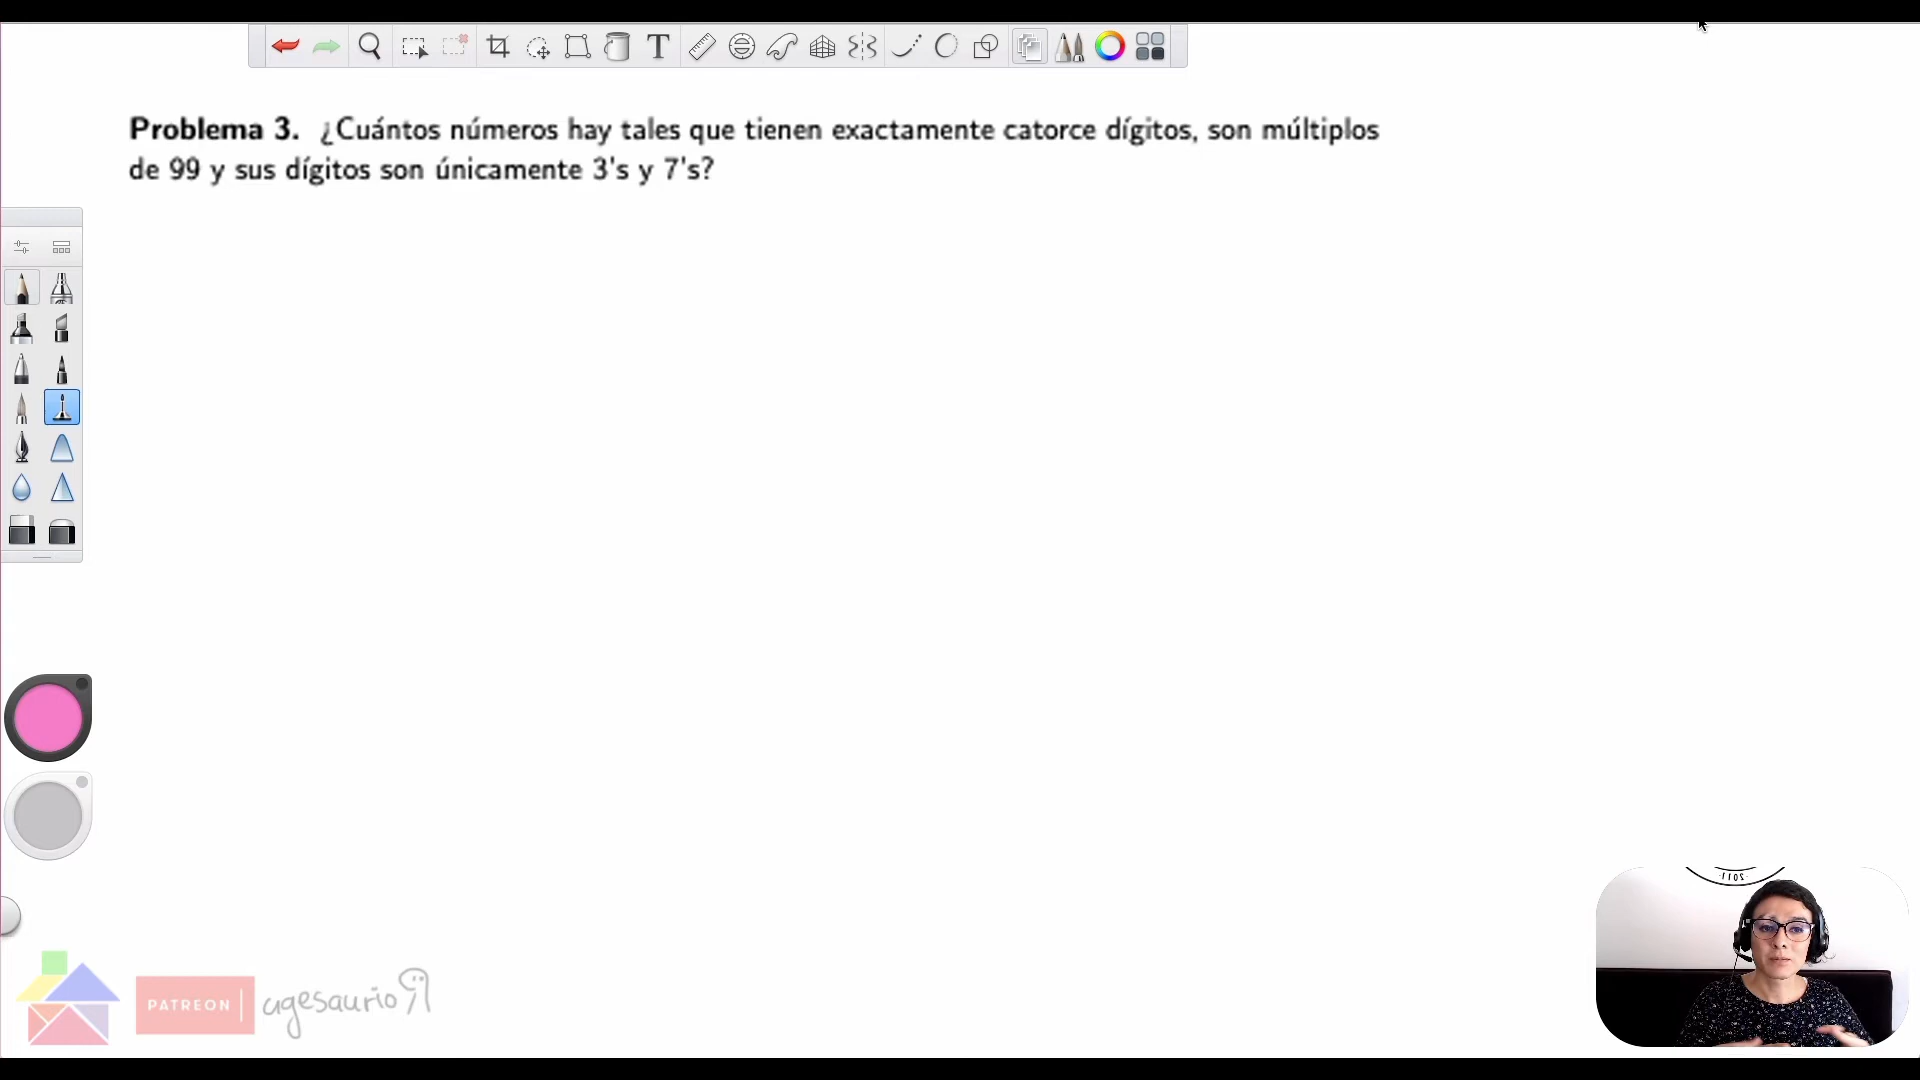 Problema 3. ¿Cuántos números hay tales que tienen exactamente catorce dígitos, son múltiplos
de 99 y sus dígitos son únicamente 3's y 7's?
T
PATREON
agesaurio
2011